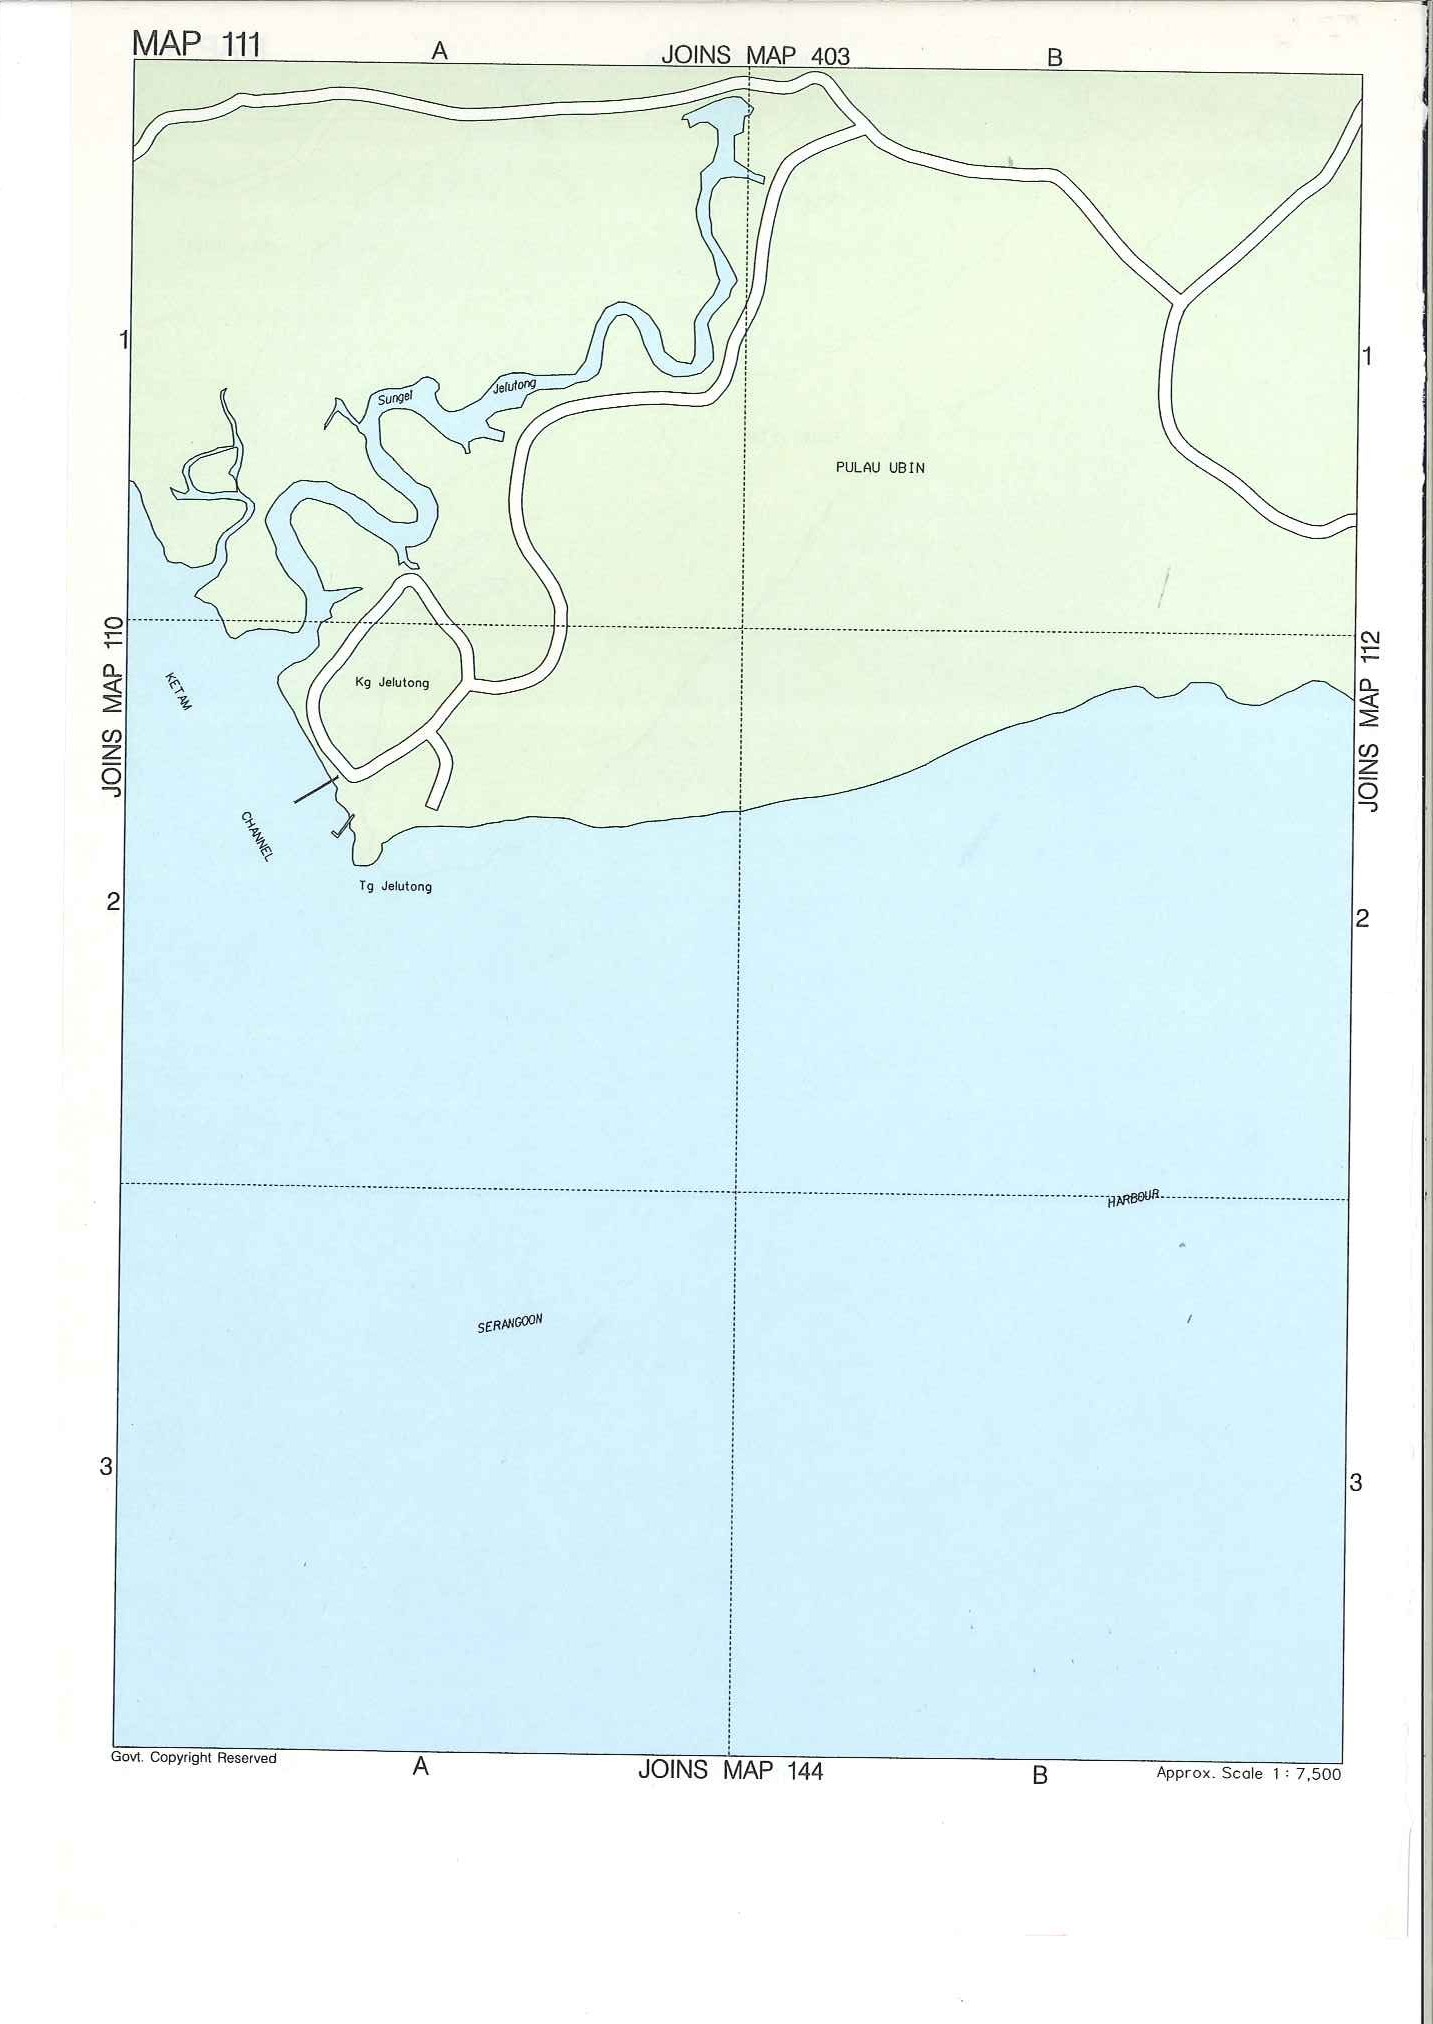 MAP 111
A
JOINS MAP 403
B
1
1
Sungei
Jelutong
PULAU UBIN
JOINS MAP 110
JOINS MAP 112
KETAM
Kg Jelutong
CHANNEL
Tg Jelutong
2
2
HARBOUR
SERANGOON
3
3
Govt. Copyright Reserved
A
JOINS MAP 144
B
Approx. Scale 1 : 7,500